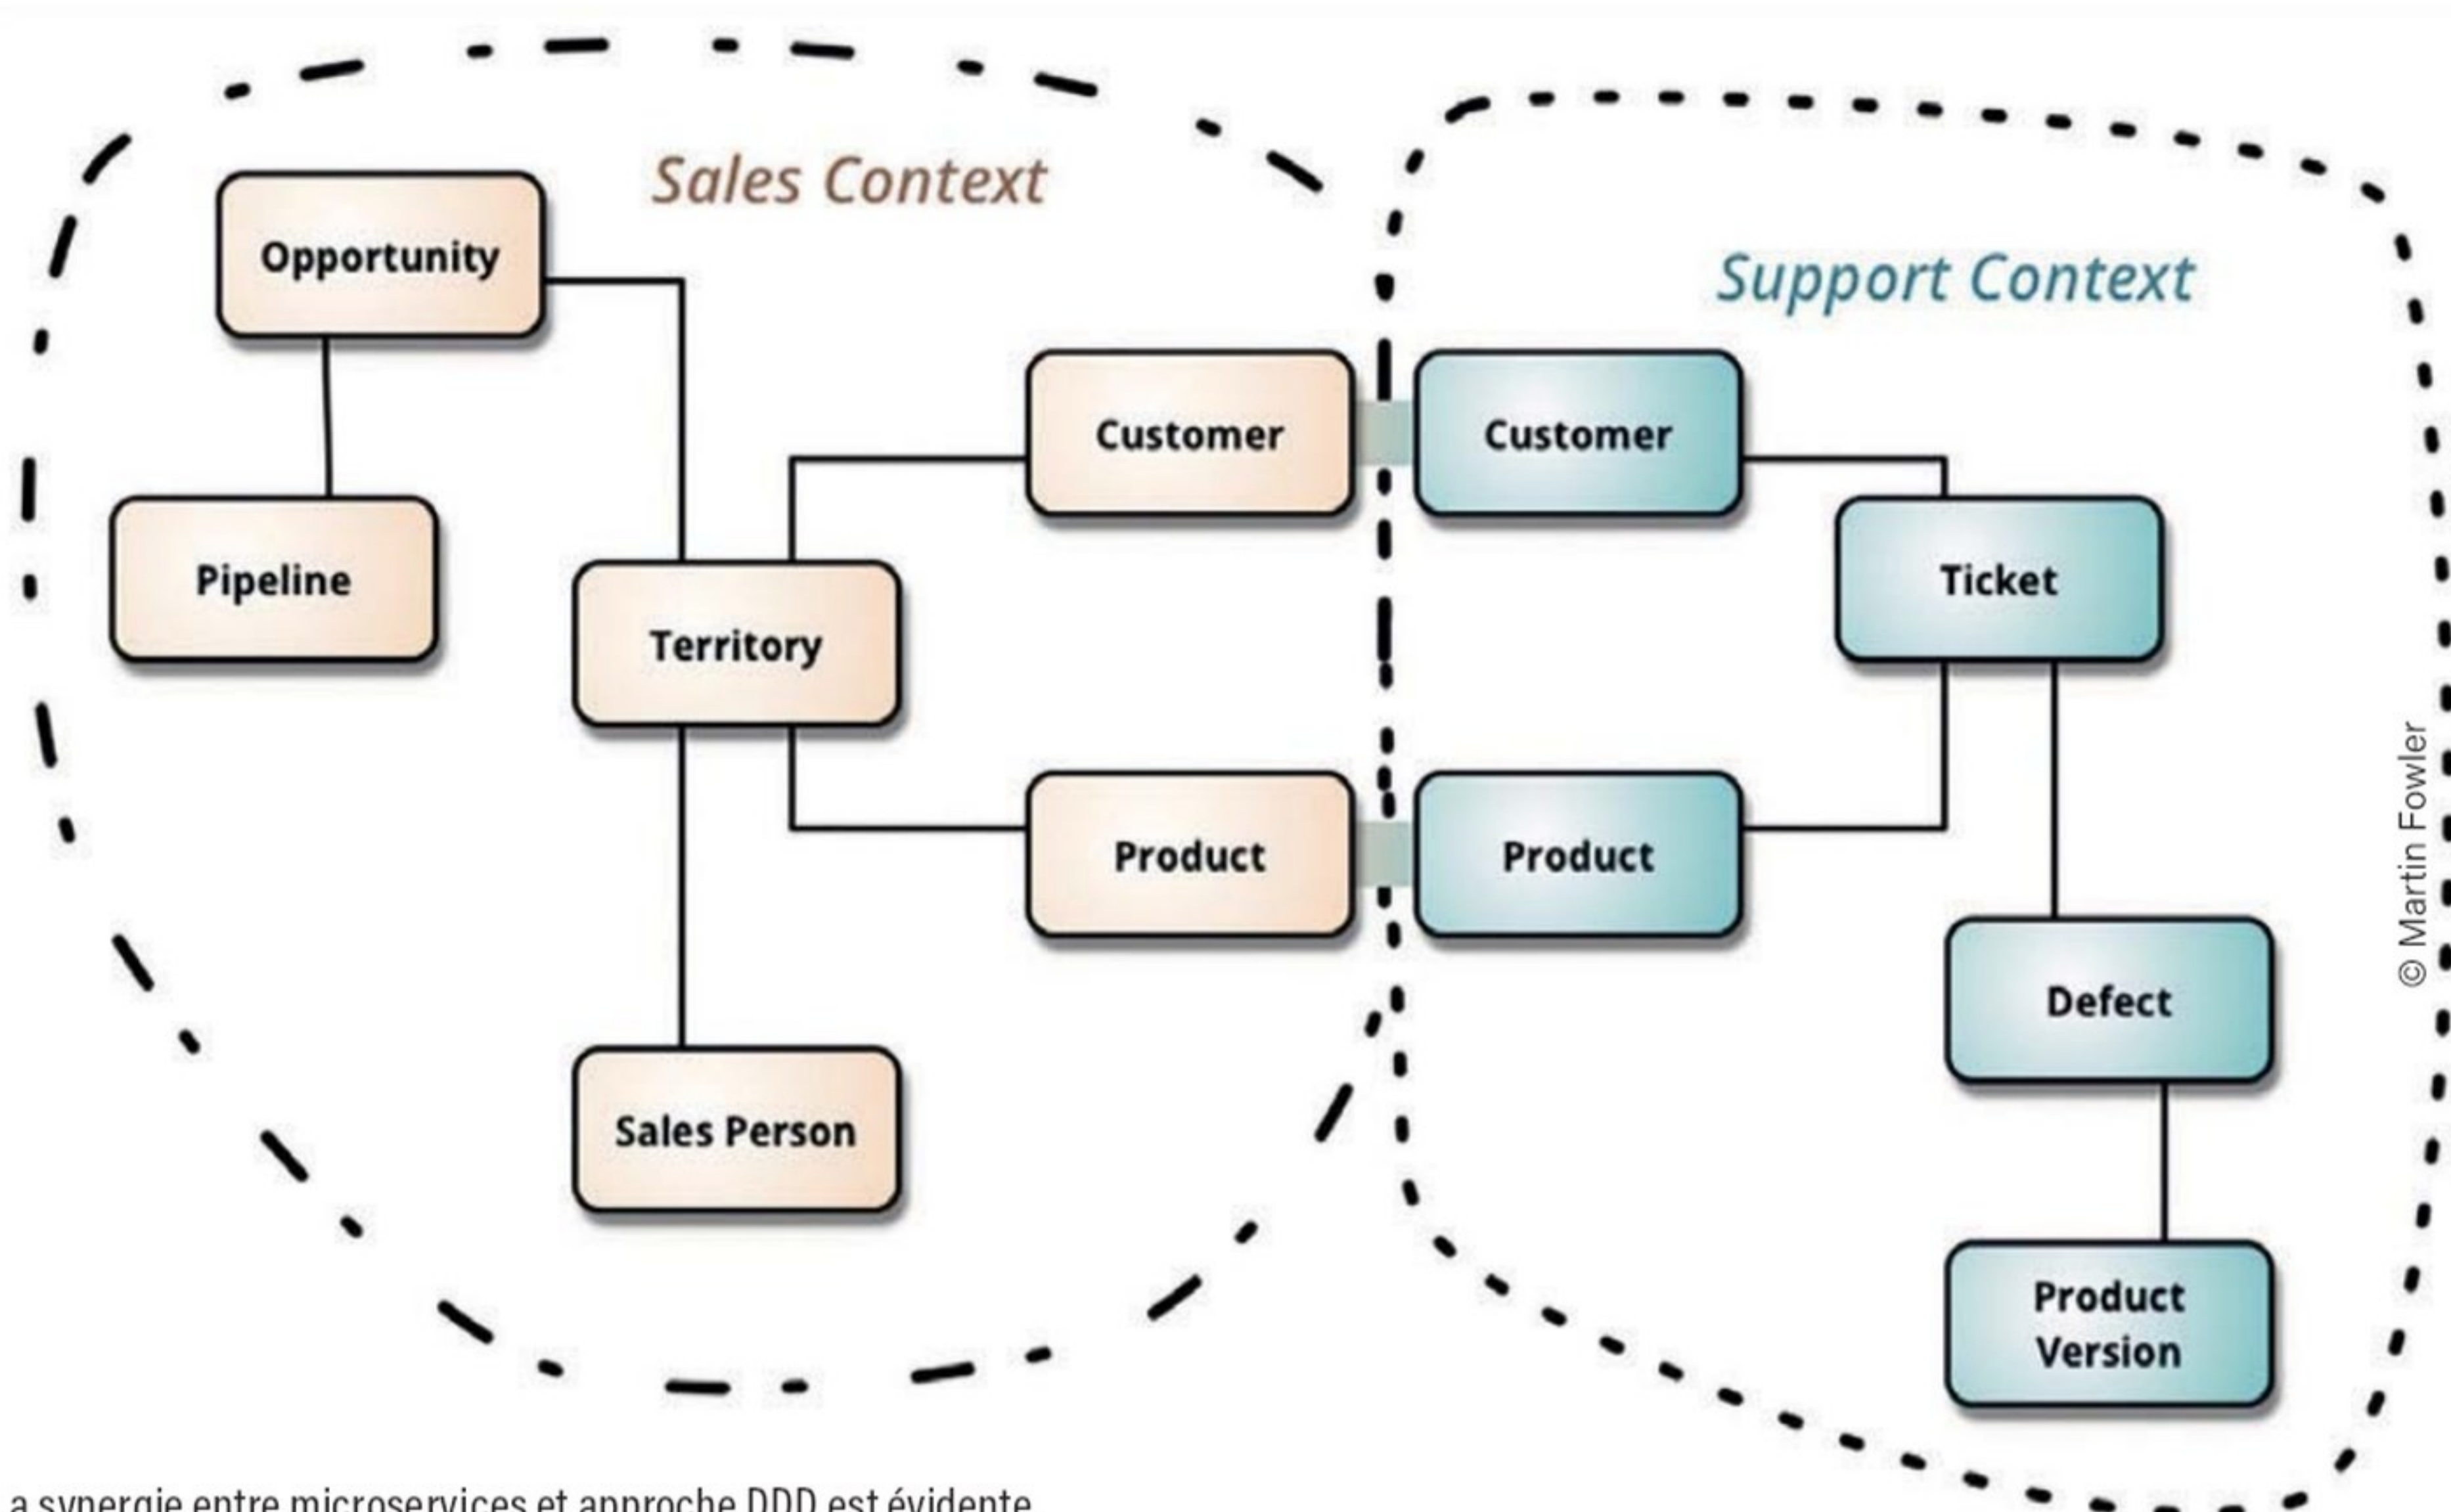 Sales Context
Opportunity
Support Context
Customer
Customer
Pipeline
Ticket
Territory
Product
Product
Defect
Sales Person
Product
Version
© Martin Fowler
a synergie entre microservices et approche DDD est évidente